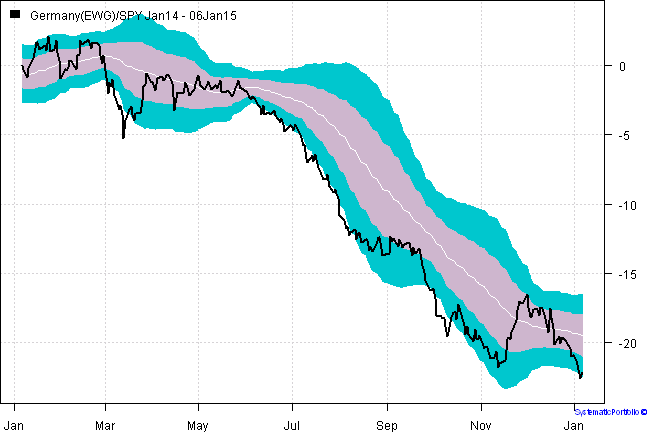 Germany(EWG)/SPY Jan14 - 06Jan15
0
-5
-10
-15
-20
Jan Mar May Jul Sep Nov Jan
SystematicPortfolio ©